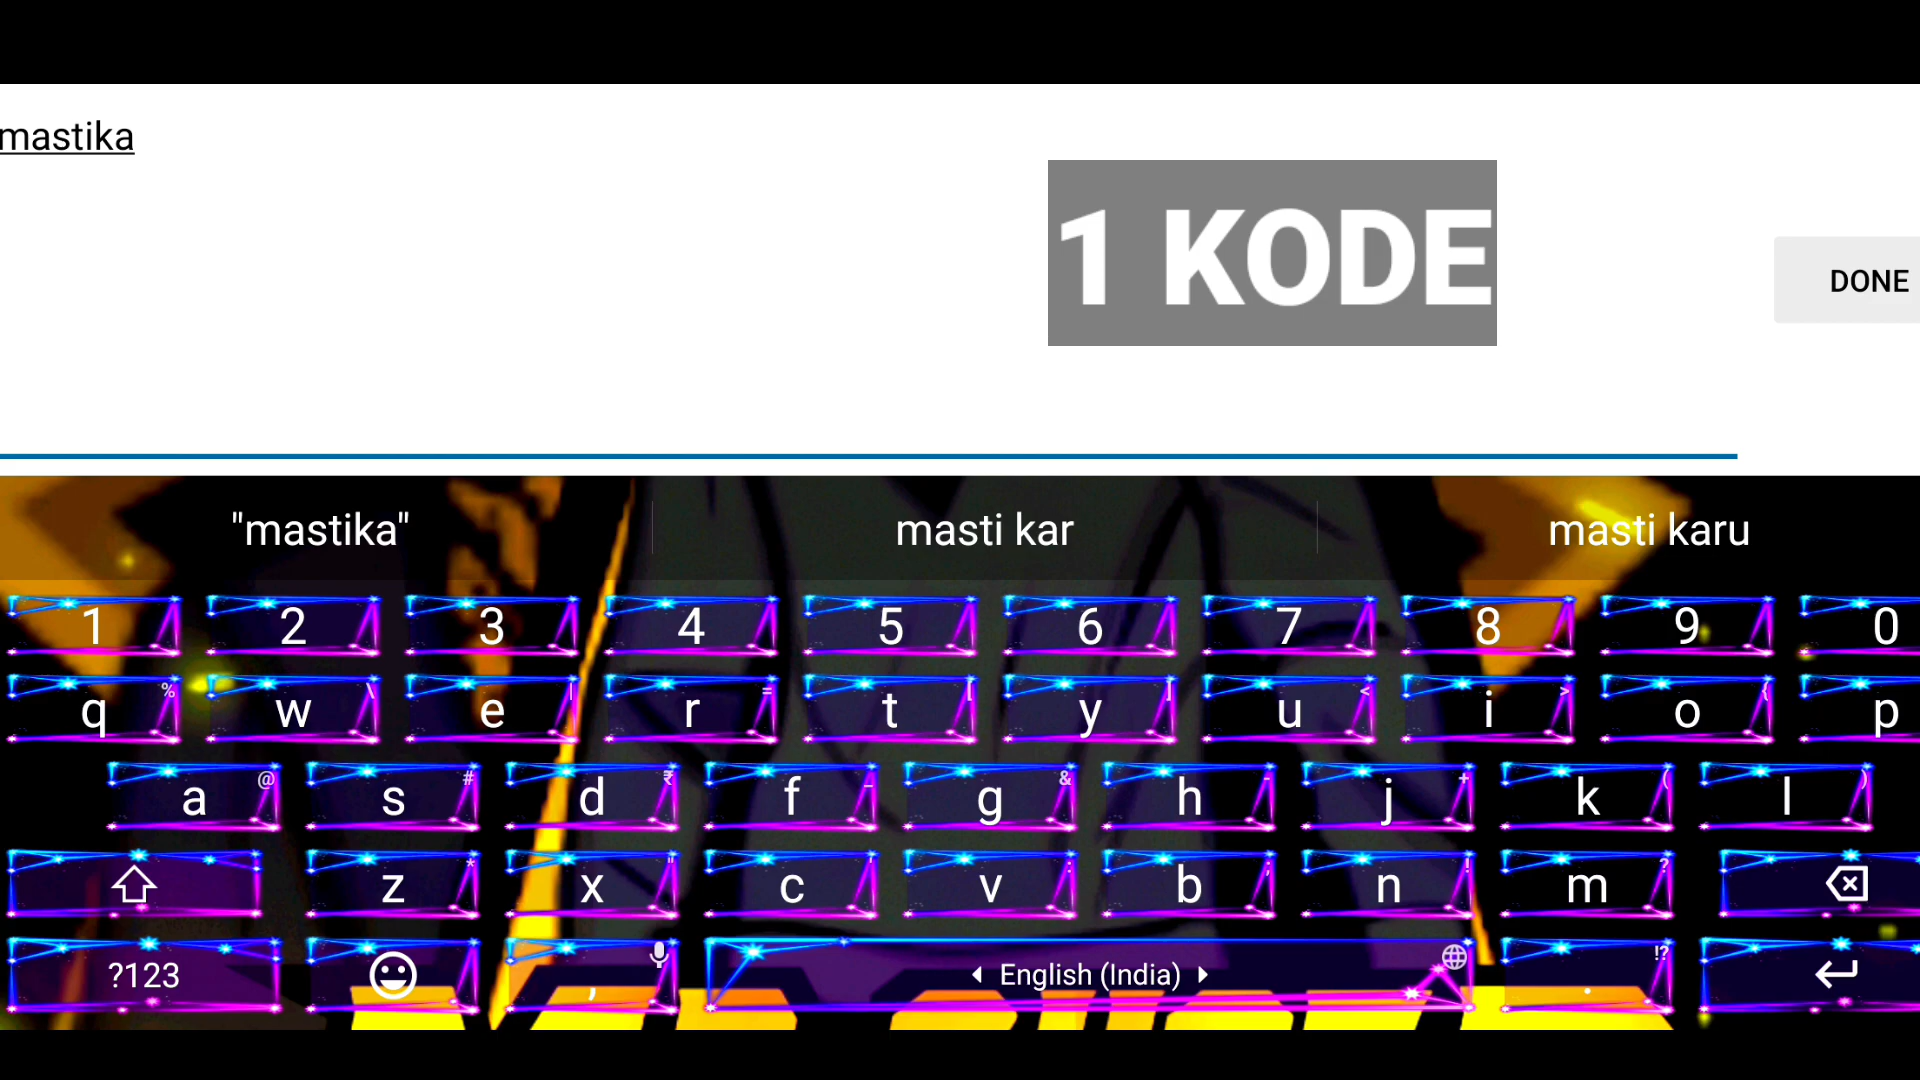 mastika
1 KODE
DONE
"mastika" masti kar masti karu
1 2 3 4 5 6 7 8 9 0
q % w \ e | r = t [ y ] u < i > o { p
a @ s # d ₹ f _ g & h - j + k ( l )
z * x " c ' v : b ; n ! m ?
?123 , English (India) . !?